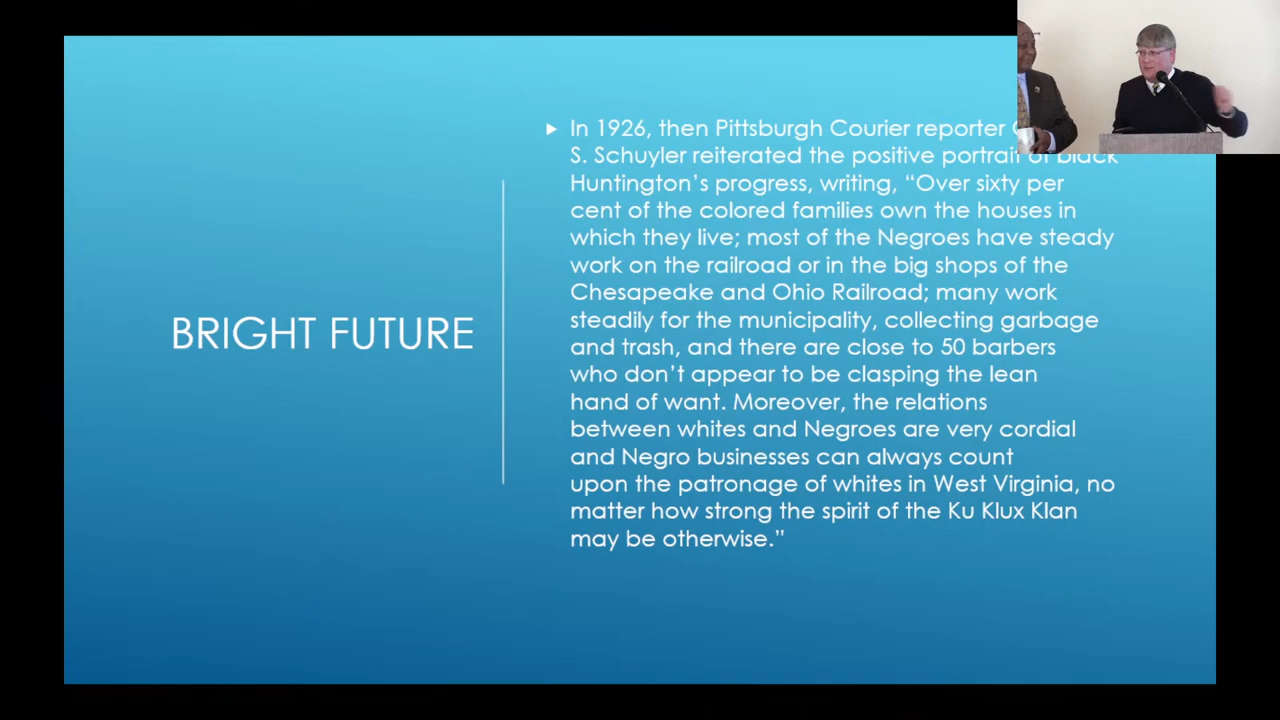 BRIGHT FUTURE
In 1926, then Pittsburgh Courier reporter
S. Schuyler reiterated the positive portrait of black
Huntington’s progress, writing, “Over sixty per
cent of the colored families own the houses in
which they live; most of the Negroes have steady
work on the railroad or in the big shops of the
Chesapeake and Ohio Railroad; many work
steadily for the municipality, collecting garbage
and trash, and there are close to 50 barbers
who don’t appear to be clasping the lean
hand of want. Moreover, the relations
between whites and Negroes are very cordial
and Negro businesses can always count
upon the patronage of whites in West Virginia, no
matter how strong the spirit of the Ku Klux Klan
may be otherwise.”